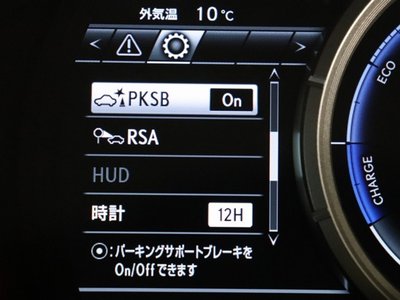 外気温 10℃
PKSB On
RSA
HUD
時計 12H
⦿:パーキングサポートブレーキを
On/Offできます
ECO
CHARGE